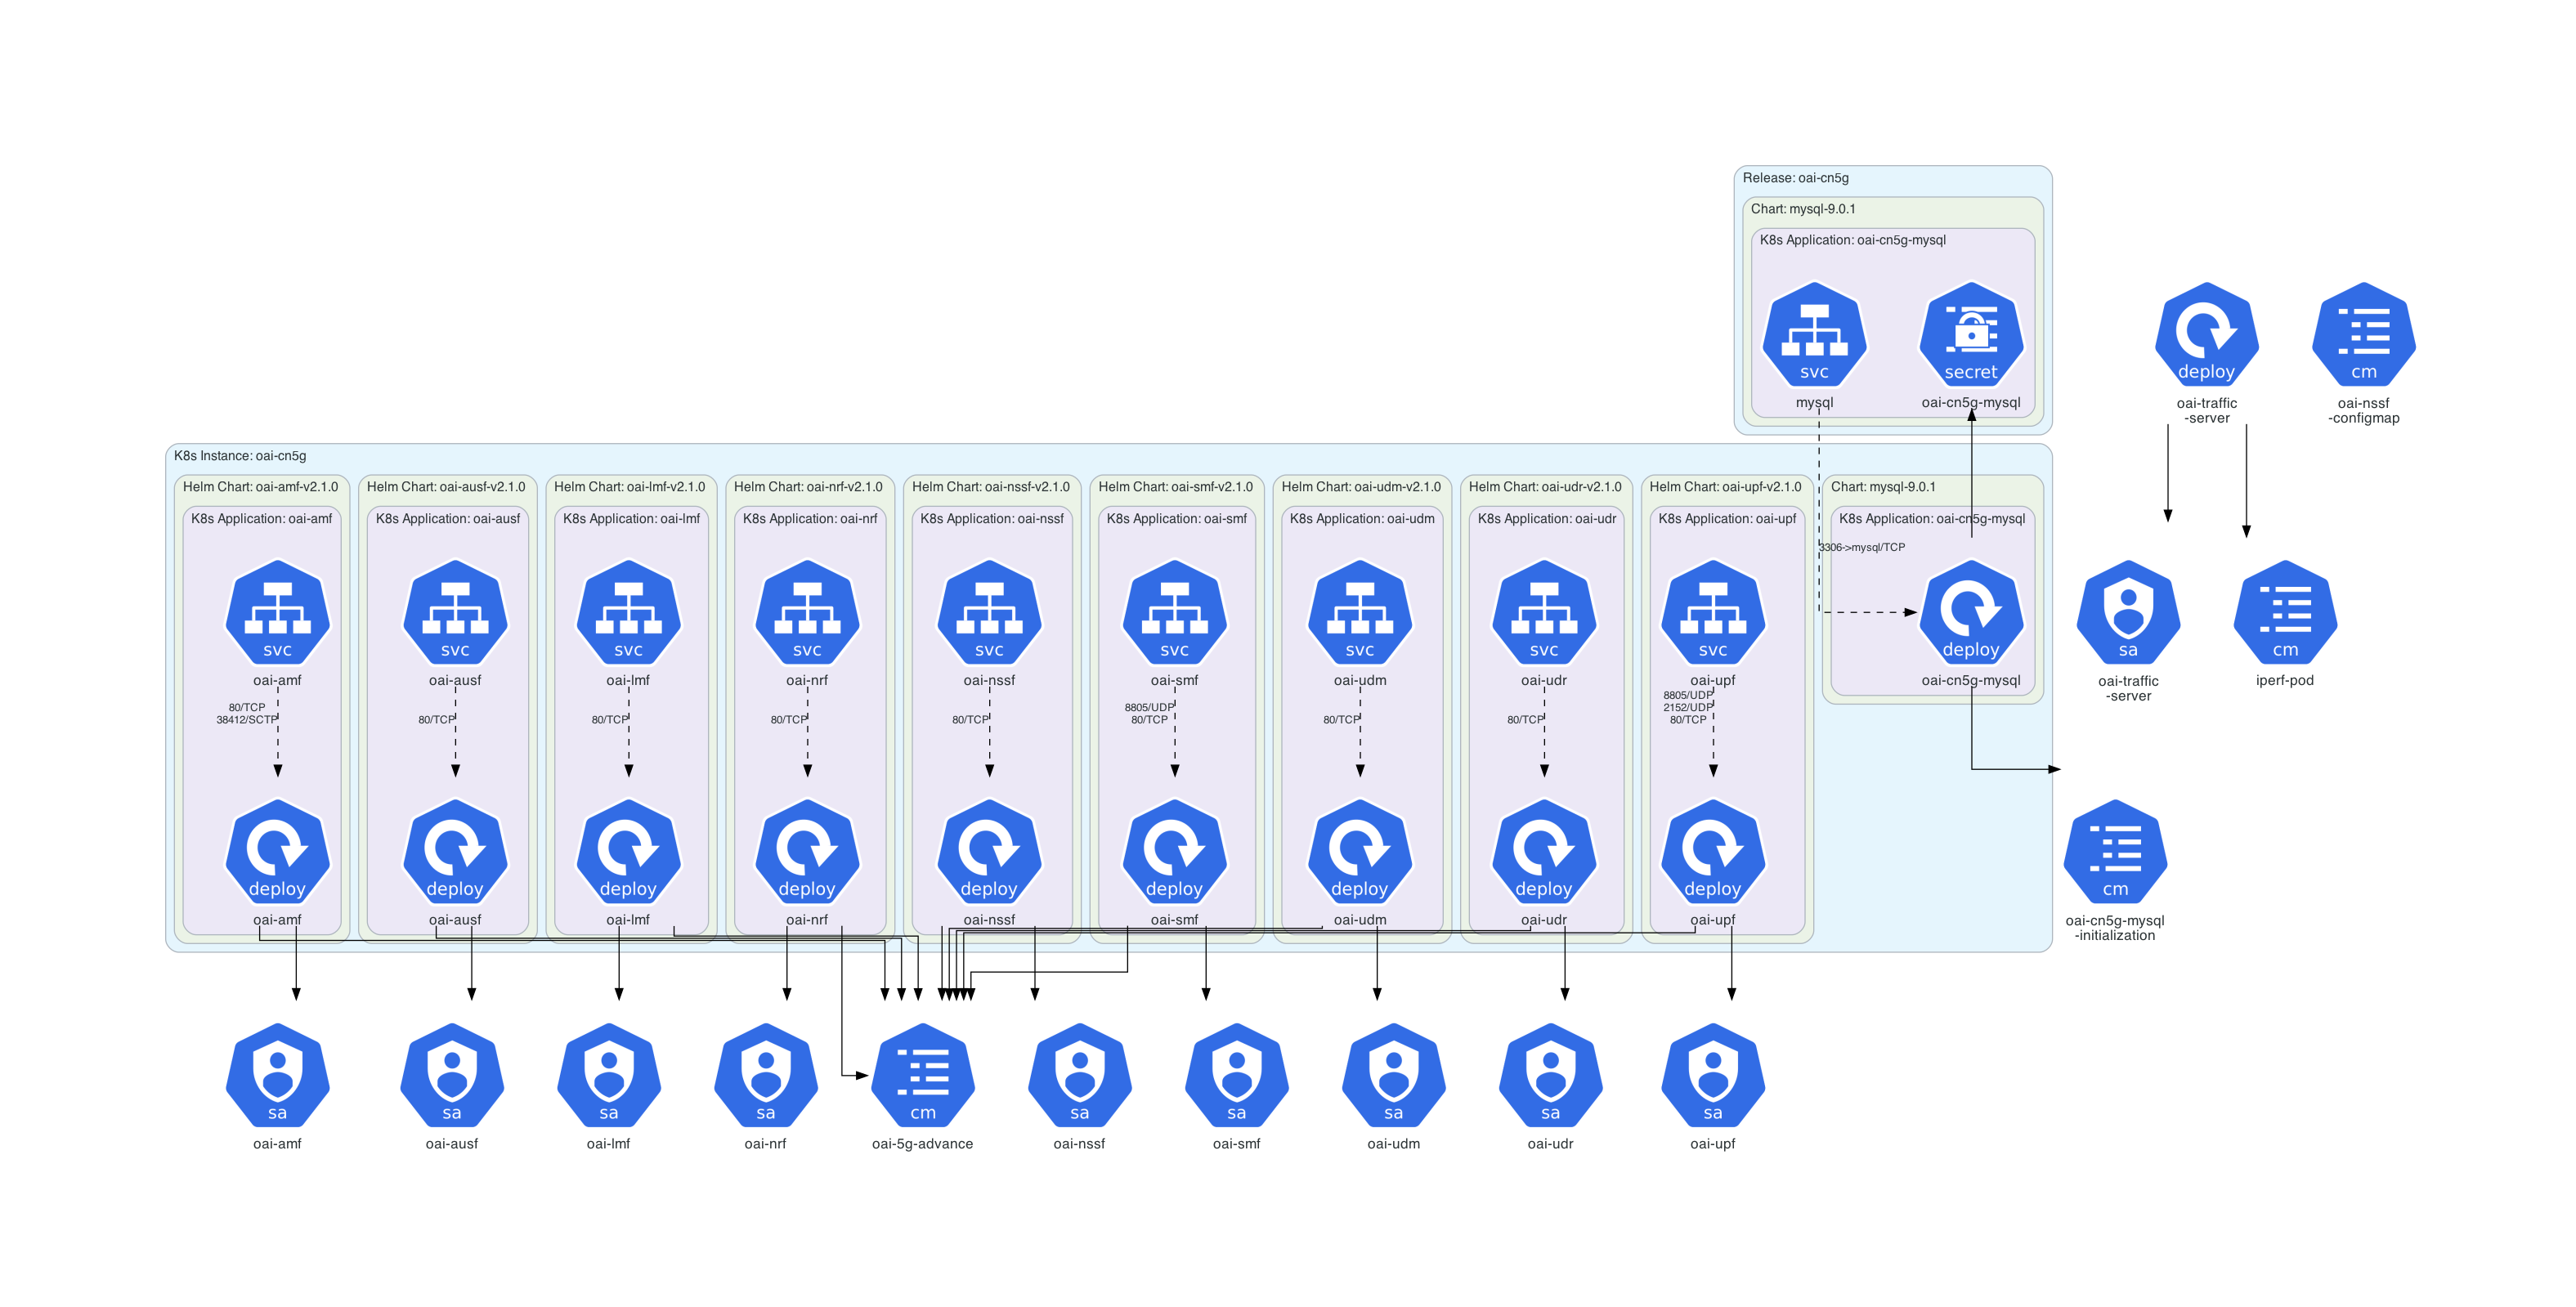 Release: oai-cn5g
Chart: mysql-9.0.1
K8s Application: oai-cn5g-mysql
svc
secret
deploy
cm
mysql
oai-cn5g-mysql
oai-traffic
-server
oai-nssf
-configmap
K8s Instance: oai-cn5g
Helm Chart: oai-amf-v2.1.0
Helm Chart: oai-ausf-v2.1.0
Helm Chart: oai-lmf-v2.1.0
Helm Chart: oai-nrf-v2.1.0
Helm Chart: oai-nssf-v2.1.0
Helm Chart: oai-smf-v2.1.0
Helm Chart: oai-udm-v2.1.0
Helm Chart: oai-udr-v2.1.0
Helm Chart: oai-upf-v2.1.0
Chart: mysql-9.0.1
K8s Application: oai-amf
K8s Application: oai-ausf
K8s Application: oai-lmf
K8s Application: oai-nrf
K8s Application: oai-nssf
K8s Application: oai-smf
K8s Application: oai-udm
K8s Application: oai-udr
K8s Application: oai-upf
K8s Application: oai-cn5g-mysql
3306->mysql/TCP
svc
svc
svc
svc
svc
svc
svc
svc
svc
deploy
sa
cm
oai-amf
oai-ausf
oai-lmf
oai-nrf
oai-nssf
oai-smf
oai-udm
oai-udr
oai-upf
oai-cn5g-mysql
oai-traffic
-server
iperf-pod
80/TCP
38412/SCTP
80/TCP
80/TCP
80/TCP
80/TCP
8805/UDP
80/TCP
80/TCP
80/TCP
8805/UDP
2152/UDP
80/TCP
deploy
deploy
deploy
deploy
deploy
deploy
deploy
deploy
deploy
cm
oai-amf
oai-ausf
oai-lmf
oai-nrf
oai-nssf
oai-smf
oai-udm
oai-udr
oai-upf
oai-cn5g-mysql
-initialization
sa
sa
sa
sa
cm
sa
sa
sa
sa
sa
oai-amf
oai-ausf
oai-lmf
oai-nrf
oai-5g-advance
oai-nssf
oai-smf
oai-udm
oai-udr
oai-upf